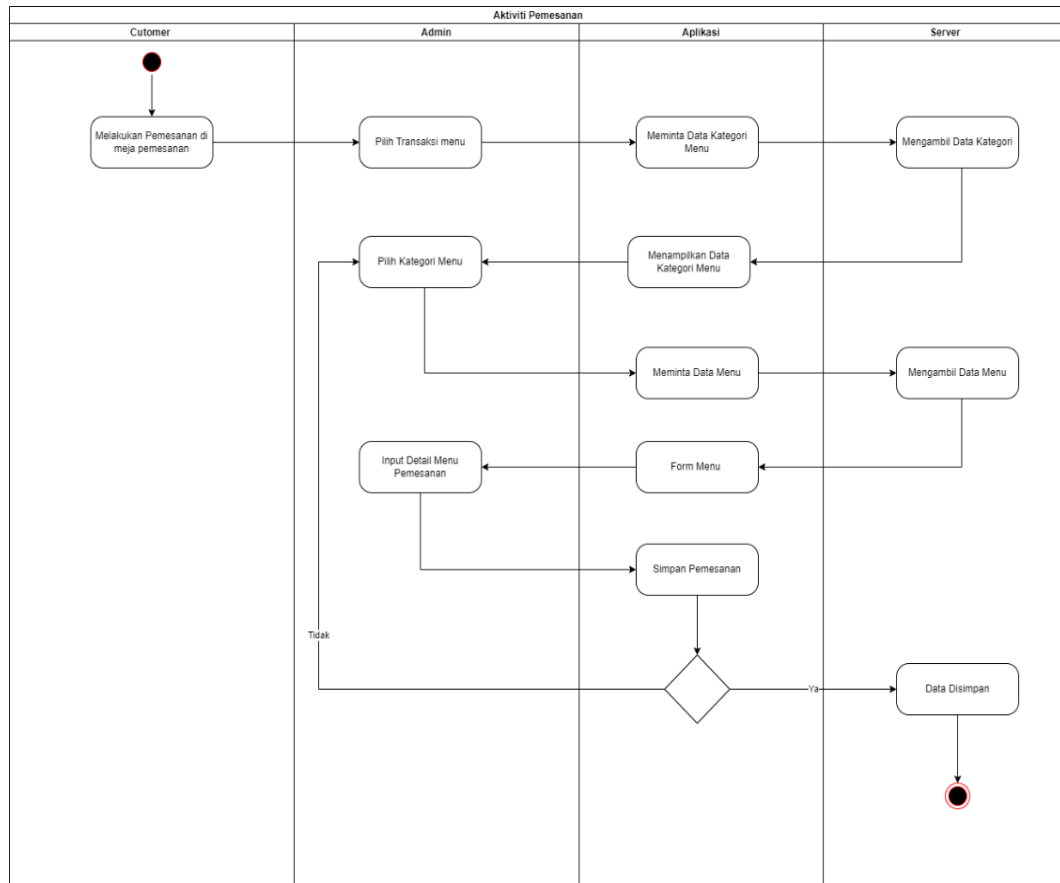 Aktiviti Pemesanan
Cutomer
Admin
Aplikasi
Server
Melakukan Pemesanan di
meja pemesanan
Pilih Transaksi menu
Meminta Data Kategori
Menu
Mengambil Data Kategori
Pilih Kategori Menu
Menampilkan Data
Kategori Menu
Meminta Data Menu
Mengambil Data Menu
Input Detail Menu
Pemesanan
Form Menu
Simpan Pemesanan
Tidak
Ya
Data Disimpan